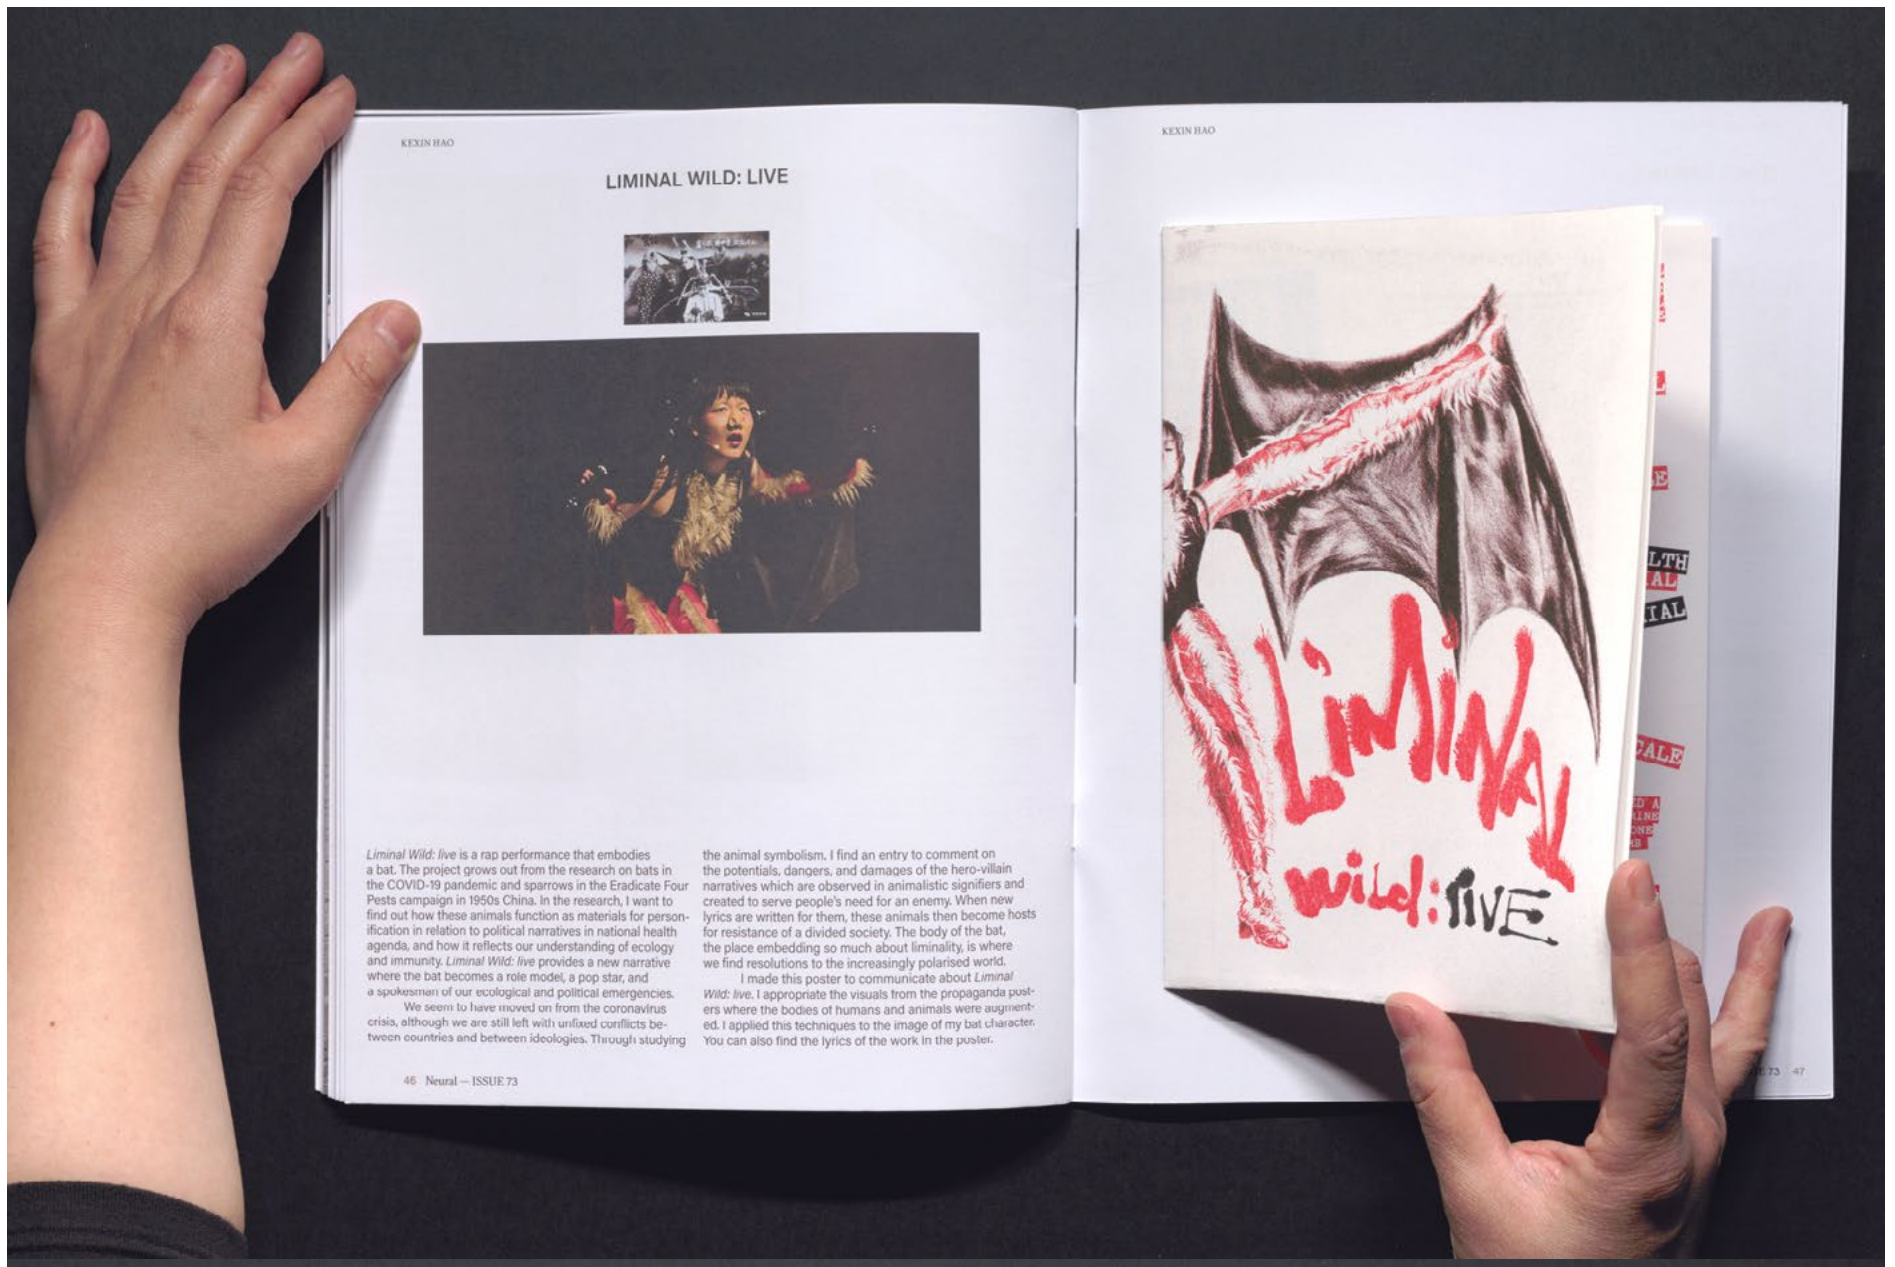 KEXIN HAO
LIMINAL WILD: LIVE
Liminal Wild: live is a rap performance that embodies
a bat. The project grows out from the research on bats in
the COVID-19 pandemic and sparrows in the Eradicate Four
Pests campaign in 1950s China. In the research, I want to
find out how these animals function as materials for person-
ification in relation to political narratives in national health
agenda, and how it reflects our understanding of ecology
and immunity. Liminal Wild: live provides a new narrative
where the bat becomes a role model, a pop star, and
a spokesman of our ecological and political emergencies.
We seem to have moved on from the coronavirus
crisis, although we are still left with unfixed conflicts be-
tween countries and between ideologies. Through studying
the animal symbolism. I find an entry to comment on
the potentials, dangers, and damages of the hero-villain
narratives which are observed in animalistic signifiers and
created to serve people's need for an enemy. When new
lyrics are written for them, these animals then become hosts
for resistance of a divided society. The body of the bat,
the place embedding so much about liminality, is where
we find resolutions to the increasingly polarised world.
I made this poster to communicate about Liminal
Wild: live. I appropriate the visuals from the propaganda post-
ers where the bodies of humans and animals were augment-
ed. I applied this techniques to the image of my bat character.
You can also find the lyrics of the work in the poster.
46 Neural — ISSUE 73
KEXIN HAO
LiMiNAL
Wild: liVE
LTH
IAL
CALE
ED A
RINE
ONE
73 47